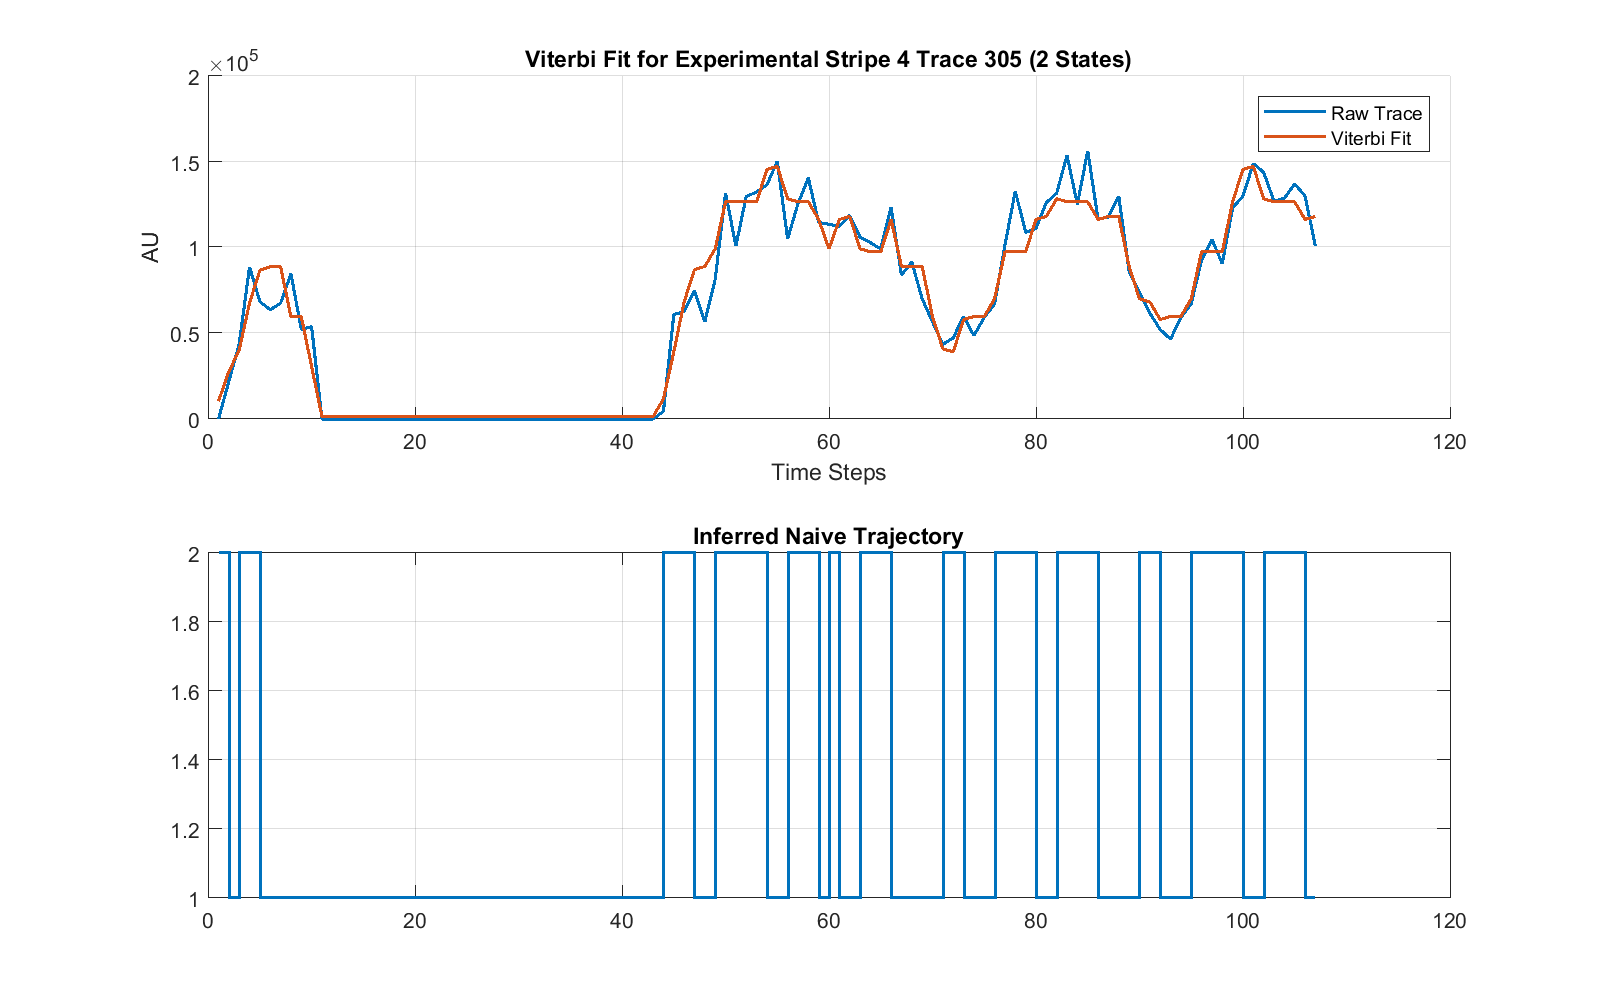 Viterbi Fit for Experimental Stripe 4 Trace 305 (2 States)
×10^5
2
1.5
1
0.5
0
AU
Raw Trace
Viterbi Fit
0 20 40 60 80 100 120
Time Steps
Inferred Naive Trajectory
2
1.8
1.6
1.4
1.2
1
0 20 40 60 80 100 120